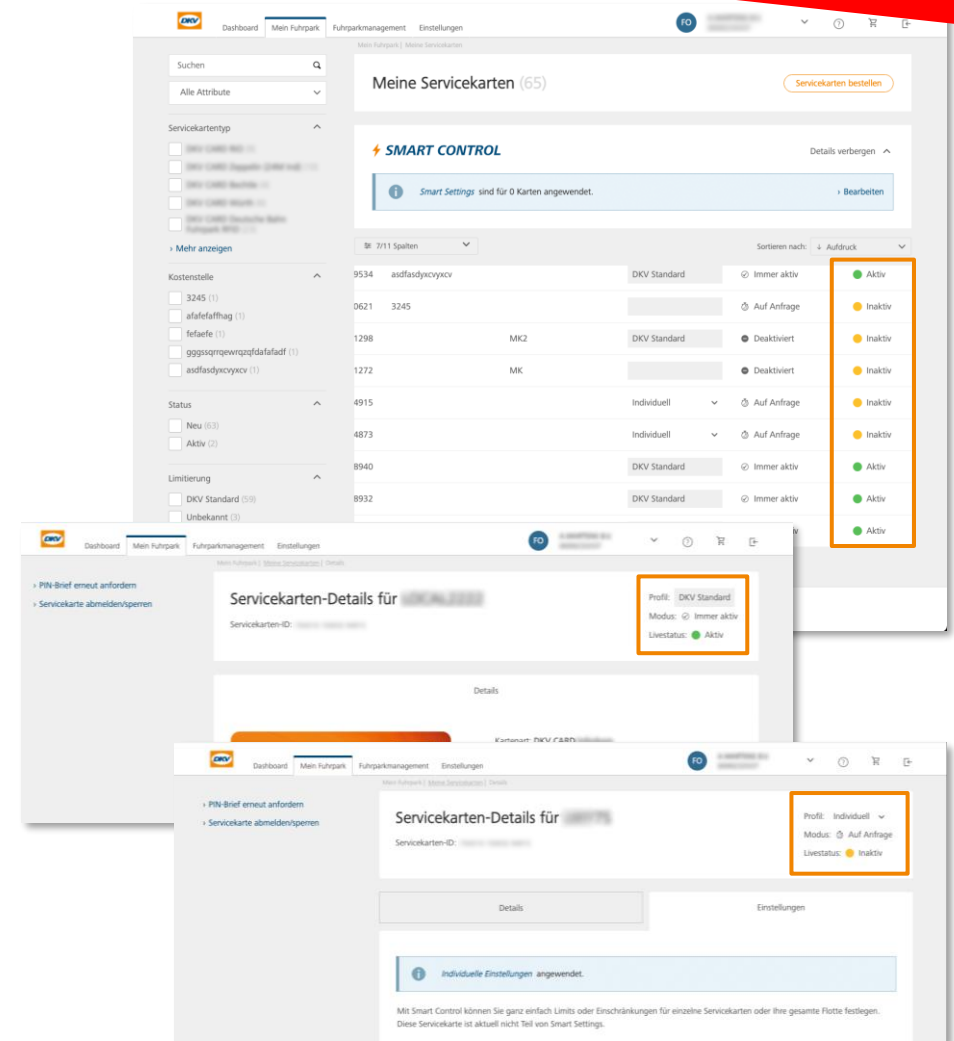 DKV
Dashboard Mein Fuhrpark Fuhrparkmanagement Einstellungen
FO
Mein Fuhrpark | Meine Servicekarten
Suchen
Alle Attribute
Servicekartentyp
› Mehr anzeigen
Kostenstelle
3245 (1)
afafefaffhag (1)
fefaefe (1)
gggssqrrqewrqzqfdafafadf (1)
asdfasdyxcvyxcv (1)
Status
Neu (63)
Aktiv (2)
Limitierung
DKV Standard (59)
Unbekannt (3)
Meine Servicekarten (65)
Servicekarten bestellen
SMART CONTROL
Details verbergen
Smart Settings sind für 0 Karten angewendet.
› Bearbeiten
7/11 Spalten
Sortieren nach: ↓ Aufdruck
9534 asdfasdyxcvyxcv DKV Standard Immer aktiv Aktiv
0621 3245 Auf Anfrage Inaktiv
1298 MK2 DKV Standard Deaktiviert Inaktiv
1272 MK Deaktiviert Inaktiv
4915 Individuell Auf Anfrage Inaktiv
4873 Individuell Auf Anfrage Inaktiv
8940 DKV Standard Immer aktiv Aktiv
8932 DKV Standard Immer aktiv Aktiv
Aktiv
DKV
Dashboard Mein Fuhrpark Fuhrparkmanagement Einstellungen
FO
Mein Fuhrpark | Meine Servicekarten | Details
› PIN-Brief erneut anfordern
› Servicekarte abmelden/sperren
Servicekarten-Details für
Servicekarten-ID:
Profil: DKV Standard
Modus: Immer aktiv
Livestatus: Aktiv
Details
Kartenart: DKV CARD
DKV
Dashboard Mein Fuhrpark Fuhrparkmanagement Einstellungen
FO
Mein Fuhrpark | Meine Servicekarten | Details
› PIN-Brief erneut anfordern
› Servicekarte abmelden/sperren
Servicekarten-Details für
Servicekarten-ID:
Profil: Individuell
Modus: Auf Anfrage
Livestatus: Inaktiv
Details
Einstellungen
Individuelle Einstellungen angewendet.
Mit Smart Control können Sie ganz einfach Limits oder Einschränkungen für einzelne Servicekarten oder Ihre gesamte Flotte festlegen.
Diese Servicekarte ist aktuell nicht Teil von Smart Settings.